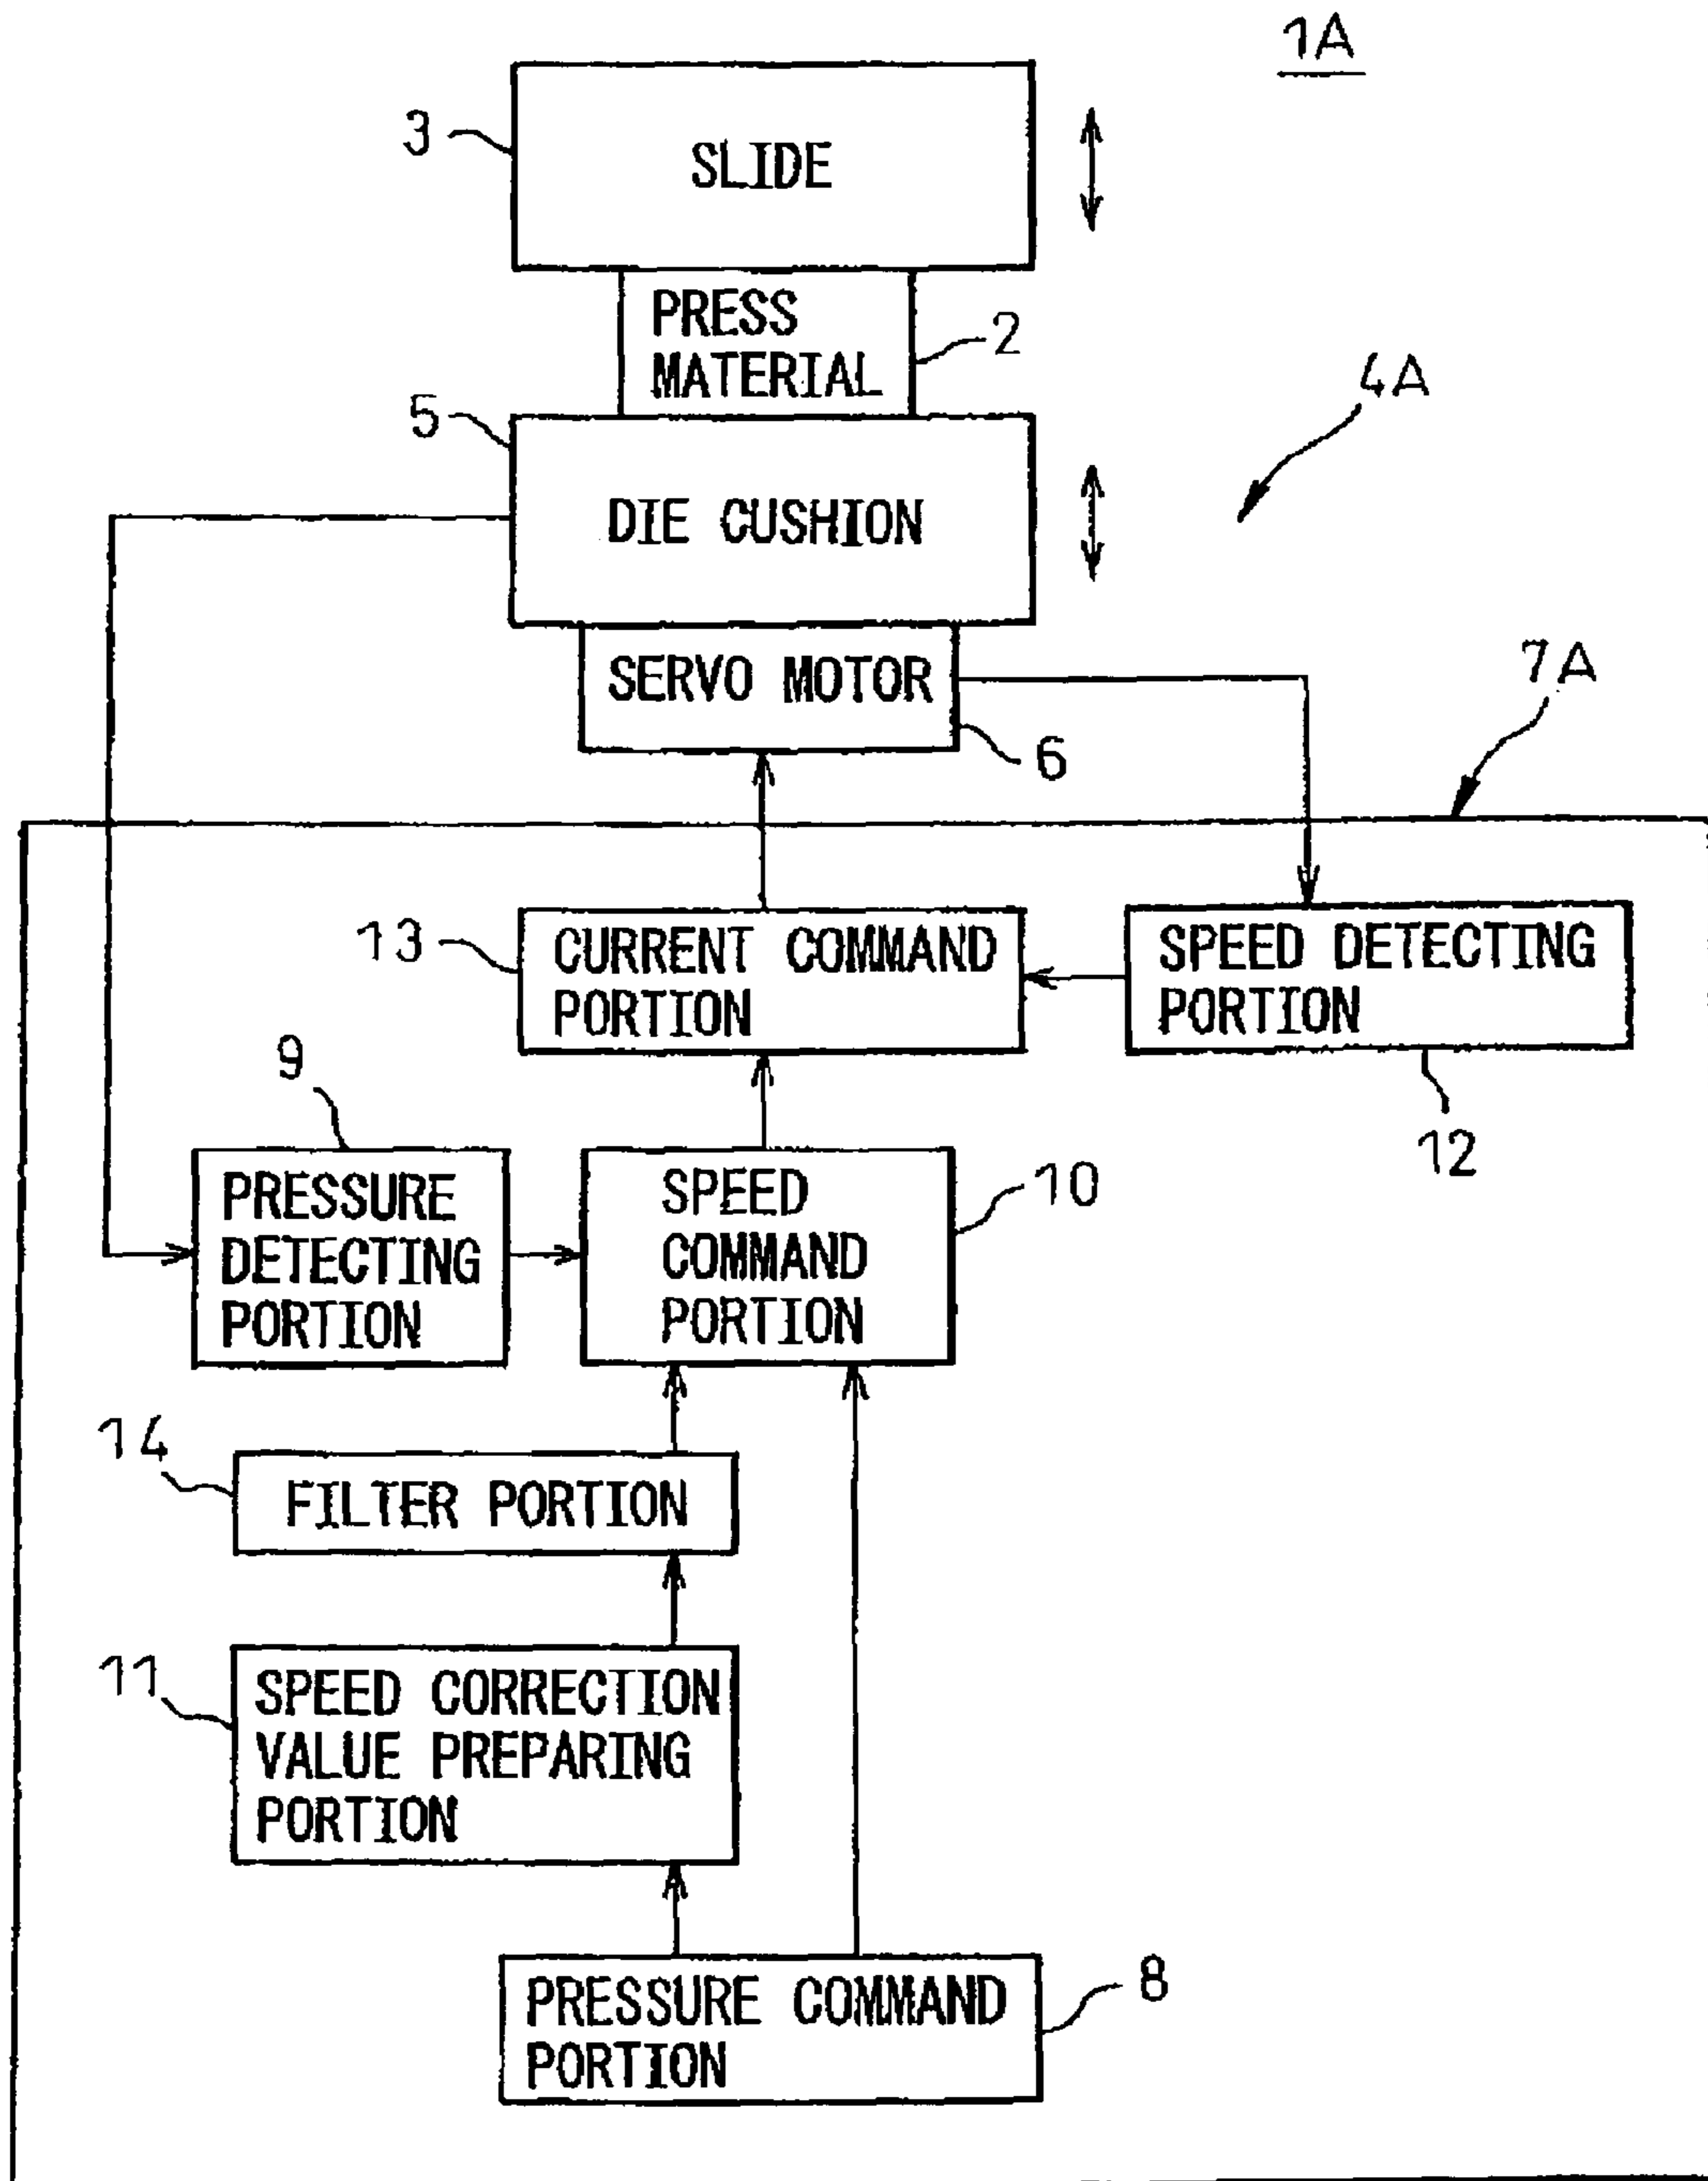 1A
3
SLIDE
PRESS
MATERIAL
2
4A
5
DIE CUSHION
7A
SERVO MOTOR
6
13
CURRENT COMMAND
PORTION
SPEED DETECTING
PORTION
12
9
PRESSURE
DETECTING
PORTION
SPEED
COMMAND
PORTION
10
14
FILTER PORTION
11
SPEED CORRECTION
VALUE PREPARING
PORTION
PRESSURE COMMAND
PORTION
8